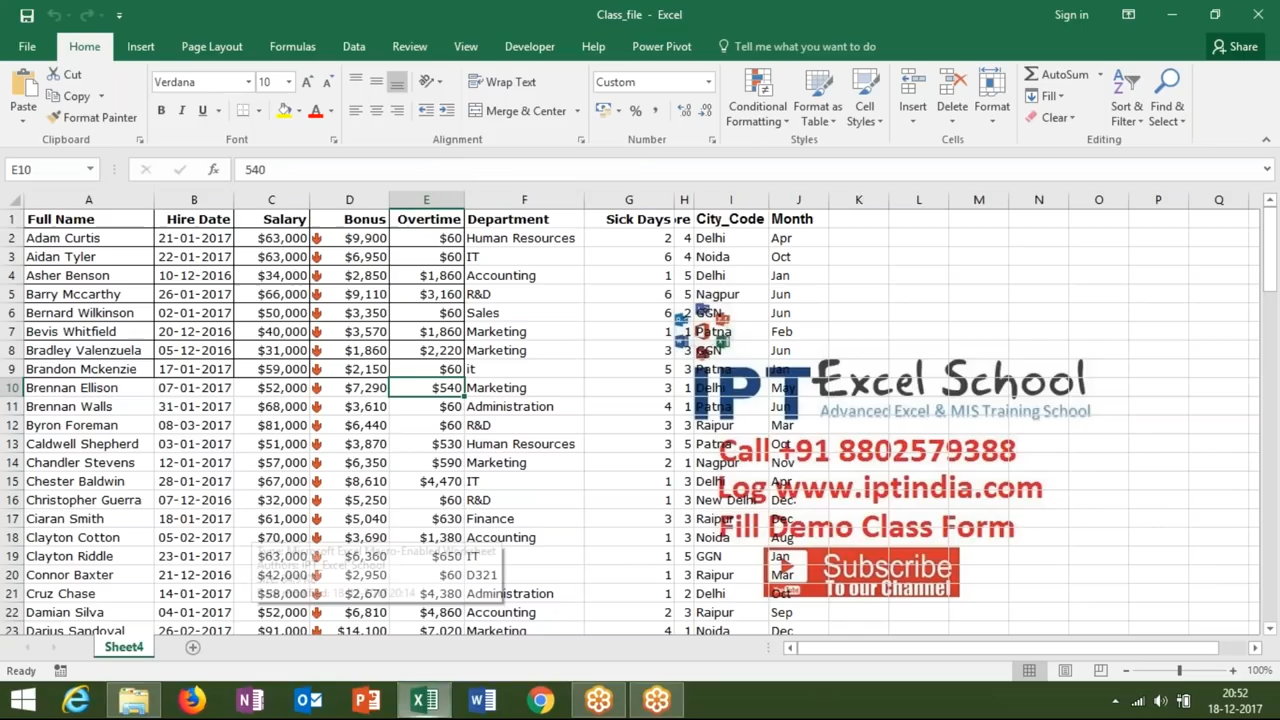 Class_file - Excel
Sign in
File Home Insert Page Layout Formulas Data Review View Developer Help Power Pivot Tell me what you want to do Share
Paste Cut Copy Format Painter Clipboard
Verdana 10 B I U Font
Wrap Text Merge & Center Alignment
Custom % , Number
Conditional Formatting Format as Table Cell Styles Styles
Insert Delete Format Cells
AutoSum Fill Clear Sort & Filter Find & Select Editing
E10 fx 540
A B C D E F G H I J K L M N O P Q
1 Full Name Hire Date Salary Bonus Overtime Department Sick Days re City_Code Month
2 Adam Curtis 21-01-2017 $63,000 $9,900 $60 Human Resources 2 4 Delhi Apr
3 Aidan Tyler 22-01-2017 $63,000 $6,950 $60 IT 6 4 Noida Oct
4 Asher Benson 10-12-2016 $34,000 $2,850 $1,860 Accounting 1 5 Delhi Jan
5 Barry Mccarthy 26-01-2017 $66,000 $9,110 $3,160 R&D 6 5 Nagpur Jun
6 Bernard Wilkinson 02-01-2017 $50,000 $3,350 $60 Sales 6 2 GGN Jun
7 Bevis Whitfield 20-12-2016 $40,000 $3,570 $1,860 Marketing 1 1 Patna Feb
8 Bradley Valenzuela 05-12-2016 $31,000 $1,860 $2,220 Marketing 3 3 GGN Jun
9 Brandon Mckenzie 17-01-2017 $59,000 $2,150 $60 it 5 3 Patna Jan
10 Brennan Ellison 07-01-2017 $52,000 $7,290 $540 Marketing 3 1 Delhi May
11 Brennan Walls 31-01-2017 $68,000 $3,610 $60 Administration 4 1 Patna Jun
12 Byron Foreman 08-03-2017 $81,000 $6,440 $60 R&D 3 3 Raipur Mar
13 Caldwell Shepherd 03-01-2017 $51,000 $3,870 $530 Human Resources 3 5 Patna Oct
14 Chandler Stevens 12-01-2017 $57,000 $6,350 $590 Marketing 2 1 Nagpur Nov
15 Chester Baldwin 28-01-2017 $67,000 $8,610 $4,470 IT 1 3 Delhi Apr
16 Christopher Guerra 07-12-2016 $32,000 $5,250 $60 R&D 1 3 New Delhi Dec
17 Ciaran Smith 18-01-2017 $61,000 $5,040 $630 Finance 3 3 Raipur Dec
18 Clayton Cotton 05-02-2017 $70,000 $3,690 $1,380 Accounting 1 3 Noida Aug
19 Clayton Riddle 23-01-2017 $63,000 $6,360 $650 IT 1 5 GGN Jan
20 Connor Baxter 21-12-2016 $42,000 $2,950 $60 D321 1 3 Raipur Mar
21 Cruz Chase 14-01-2017 $58,000 $2,670 $4,380 Administration 1 2 Delhi Oct
22 Damian Silva 04-01-2017 $52,000 $6,810 $4,860 Accounting 3 2 Raipur Sep
23 Darius Sandoval 26-02-2017 $91,000 $14,100 $7,020 Marketing 4 1 Noida Dec
IPT Excel School
Advanced Excel & MIS Training School
Call +91 8802579388
Log www.iptindia.com
Fill Demo Class Form
Subscribe
To our Channel
Sheet4
Ready 100%
20:52
18-12-2017